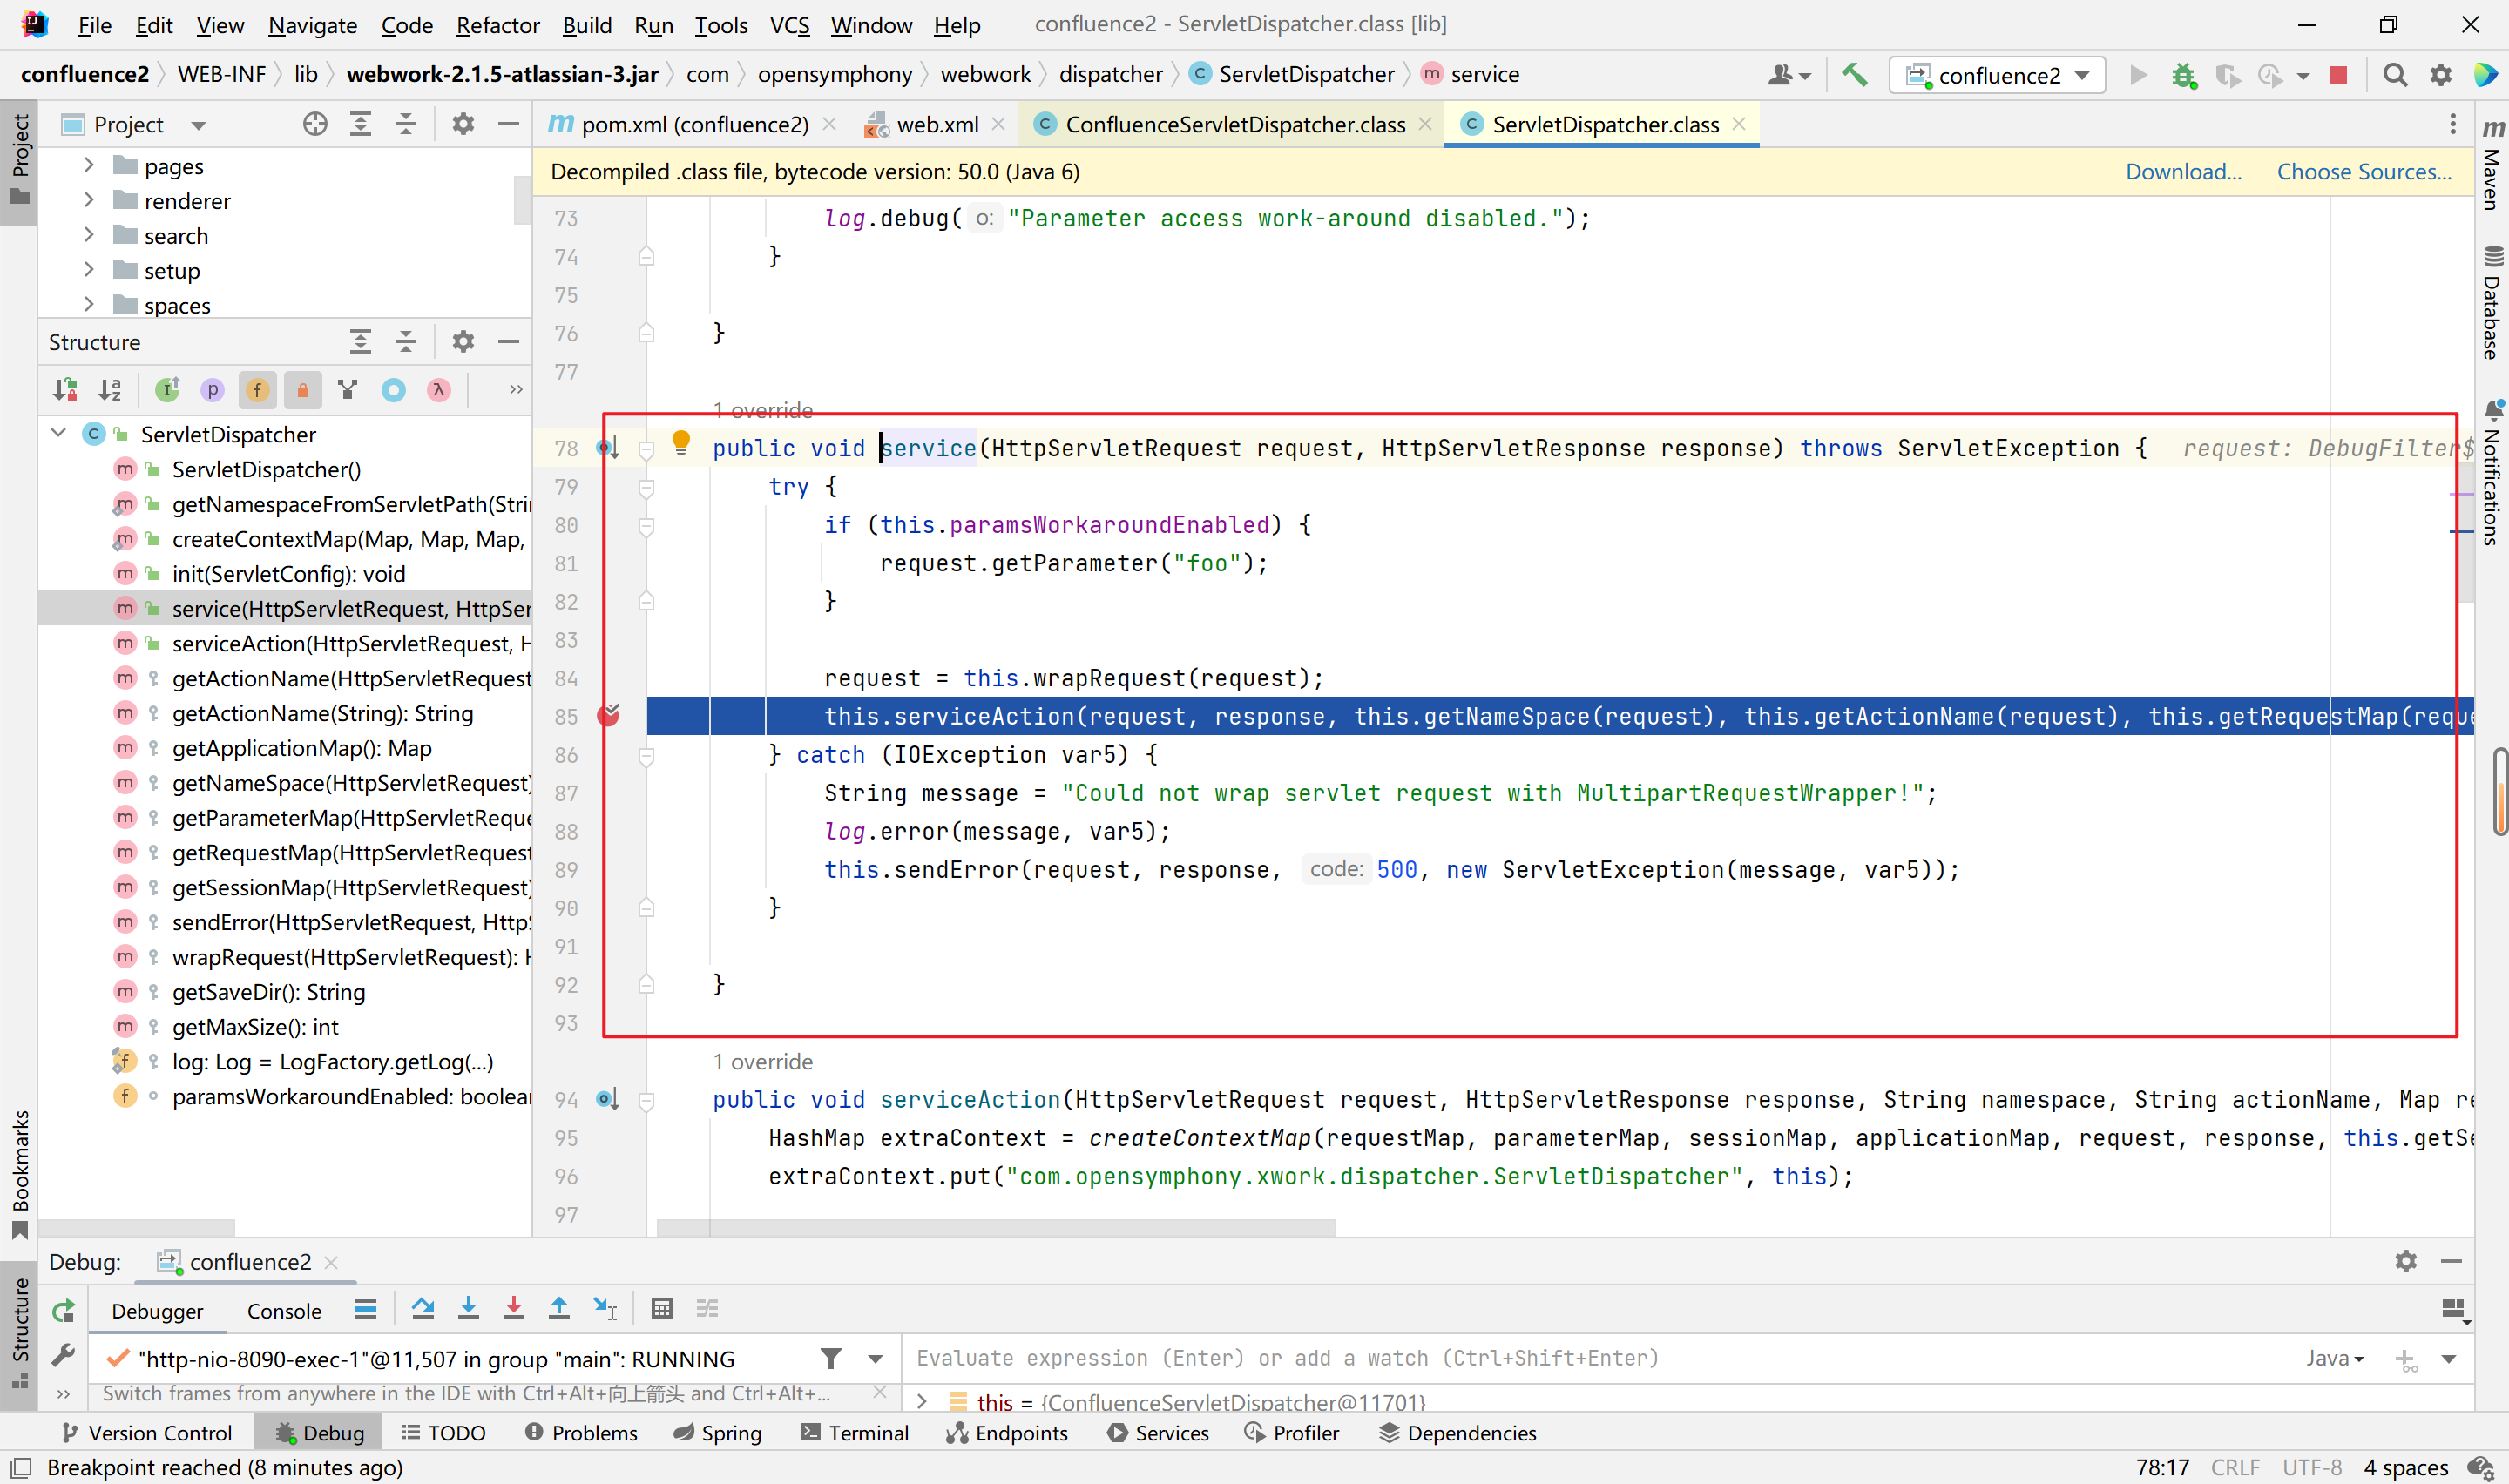 File Edit View Navigate Code Refactor Build Run Tools VCS Window Help confluence2 - ServletDispatcher.class [lib]
confluence2 WEB-INF lib webwork-2.1.5-atlassian-3.jar com opensymphony webwork dispatcher ServletDispatcher service confluence2
Project
pages
renderer
search
setup
spaces
Structure
ServletDispatcher
ServletDispatcher()
getNamespaceFromServletPath(Stri
createContextMap(Map, Map, Map,
init(ServletConfig): void
service(HttpServletRequest, HttpSer
serviceAction(HttpServletRequest, H
getActionName(HttpServletRequest
getActionName(String): String
getApplicationMap(): Map
getNameSpace(HttpServletRequest)
getParameterMap(HttpServletReque
getRequestMap(HttpServletRequest
getSessionMap(HttpServletRequest)
sendError(HttpServletRequest, HttpS
wrapRequest(HttpServletRequest): H
getSaveDir(): String
getMaxSize(): int
log: Log = LogFactory.getLog(...)
paramsWorkaroundEnabled: boolean
pom.xml (confluence2) web.xml ConfluenceServletDispatcher.class ServletDispatcher.class
Decompiled .class file, bytecode version: 50.0 (Java 6) Download... Choose Sources...
73 log.debug( o: "Parameter access work-around disabled.");
74 }
75
76 }
77
1 override
78 public void service(HttpServletRequest request, HttpServletResponse response) throws ServletException { request: DebugFilter$
79 try {
80 if (this.paramsWorkaroundEnabled) {
81 request.getParameter("foo");
82 }
83
84 request = this.wrapRequest(request);
85 this.serviceAction(request, response, this.getNameSpace(request), this.getActionName(request), this.getRequestMap(reque
86 } catch (IOException var5) {
87 String message = "Could not wrap servlet request with MultipartRequestWrapper!";
88 log.error(message, var5);
89 this.sendError(request, response, code: 500, new ServletException(message, var5));
90 }
91
92 }
93
1 override
94 public void serviceAction(HttpServletRequest request, HttpServletResponse response, String namespace, String actionName, Map re
95 HashMap extraContext = createContextMap(requestMap, parameterMap, sessionMap, applicationMap, request, response, this.getSe
96 extraContext.put("com.opensymphony.xwork.dispatcher.ServletDispatcher", this);
97
Project
Bookmarks
Structure
Maven
Database
Notifications
Debug: confluence2
Debugger Console
"http-nio-8090-exec-1"@11,507 in group "main": RUNNING
Switch frames from anywhere in the IDE with Ctrl+Alt+向上箭头 and Ctrl+Alt+...
Evaluate expression (Enter) or add a watch (Ctrl+Shift+Enter) Java
this = {ConfluenceServletDispatcher@11701}
Version Control Debug TODO Problems Spring Terminal Endpoints Services Profiler Dependencies
Breakpoint reached (8 minutes ago) 78:17 CRLF UTF-8 4 spaces